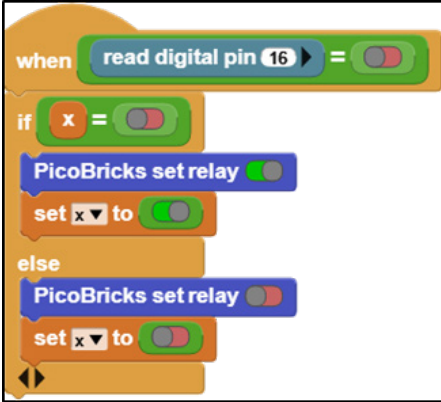 when read digital pin 16 =
if x =
PicoBricks set relay
set x to
else
PicoBricks set relay
set x to